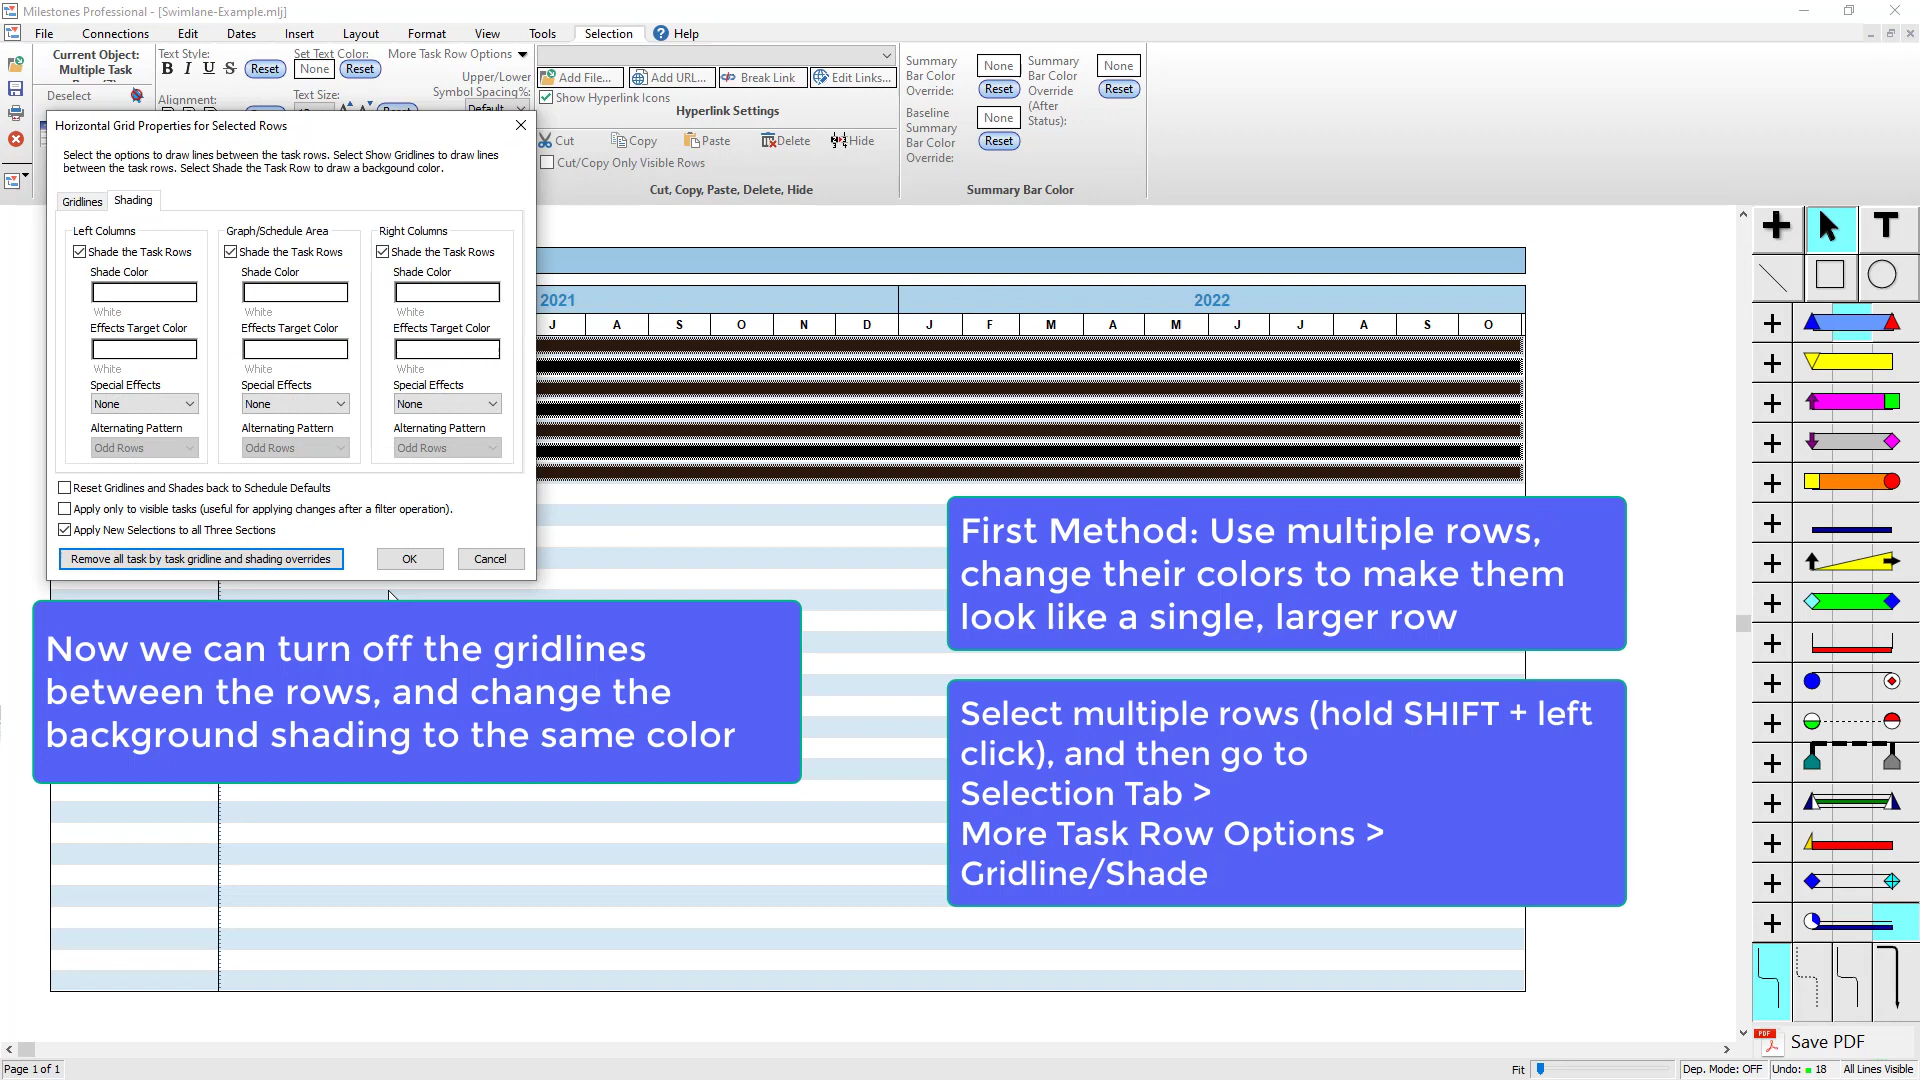 Milestones Professional - [Swimlane-Example.mlj]
File Connections Edit Dates Insert Layout Format View Tools Selection Help
Current Object:
Multiple Task
Deselect
Text Style:
B I U S Reset
Alignment:
Set Text Color:
None Reset
Text Size:
More Task Row Options
Upper/Lower
Symbol Spacing%:
Default
Add File... Add URL... Break Link Edit Links...
Show Hyperlink Icons
Hyperlink Settings
Cut Copy Paste Delete Hide
Cut/Copy Only Visible Rows
Cut, Copy, Paste, Delete, Hide
Summary
Bar Color
Override:
None
Reset
Summary
Bar Color
Override
(After
Status):
None
Reset
Baseline
Summary
Bar Color
Override:
None
Reset
Summary Bar Color
Horizontal Grid Properties for Selected Rows
Select the options to draw lines between the task rows. Select Show Gridlines to draw lines
between the task rows. Select Shade the Task Row to draw a backgound color.
Gridlines Shading
Left Columns Graph/Schedule Area Right Columns
Shade the Task Rows Shade the Task Rows Shade the Task Rows
Shade Color Shade Color Shade Color
White White White
Effects Target Color Effects Target Color Effects Target Color
White White White
Special Effects Special Effects Special Effects
None None None
Alternating Pattern Alternating Pattern Alternating Pattern
Odd Rows Odd Rows Odd Rows
Reset Gridlines and Shades back to Schedule Defaults
Apply only to visible tasks (useful for applying changes after a filter operation).
Apply New Selections to all Three Sections
Remove all task by task gridline and shading overrides OK Cancel
2021 2022
J A S O N D J F M A M J J A S O
First Method: Use multiple rows,
change their colors to make them
look like a single, larger row
Now we can turn off the gridlines
between the rows, and change the
background shading to the same color
Select multiple rows (hold SHIFT + left
click), and then go to
Selection Tab >
More Task Row Options >
Gridline/Shade
T
PDF Save PDF
Page 1 of 1
Fit Dep. Mode: OFF Undo: 18 All Lines Visible